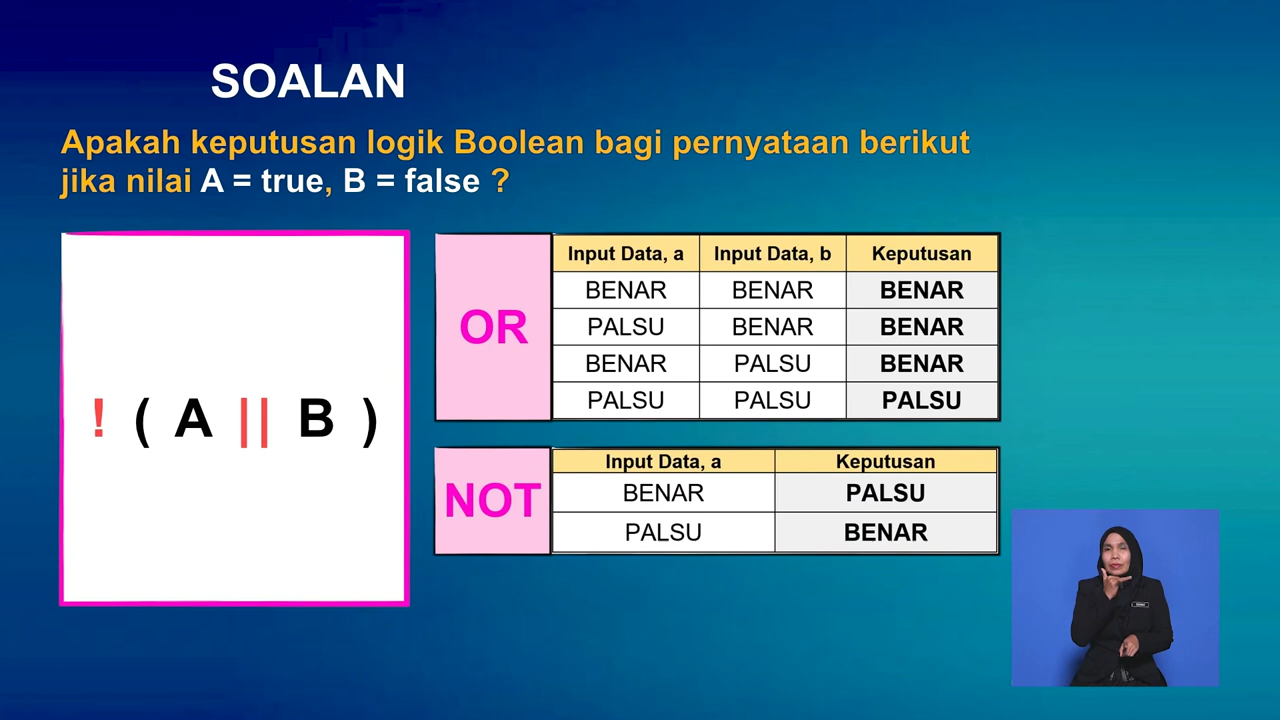 SOALAN
Apakah keputusan logik Boolean bagi pernyataan berikut
jika nilai A = true, B = false ?
! ( A || B )
OR
Input Data, a Input Data, b Keputusan
BENAR BENAR BENAR
PALSU BENAR BENAR
BENAR PALSU BENAR
PALSU PALSU PALSU
NOT
Input Data, a Keputusan
BENAR PALSU
PALSU BENAR